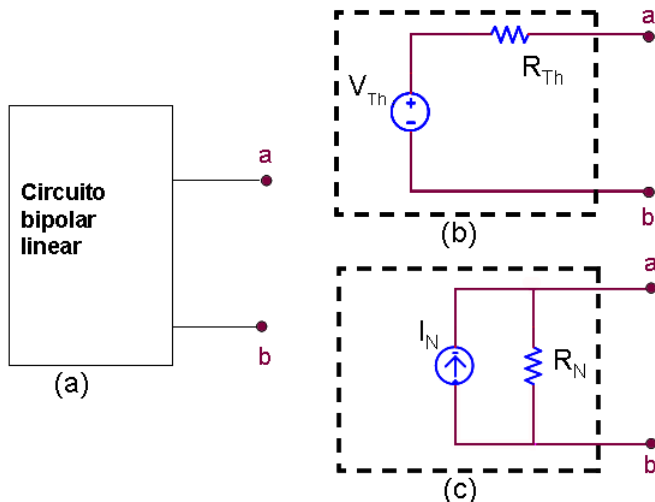 Circuito
bipolar
linear
a
b
(a)
V_Th
+
−
R_Th
a
b
(b)
I_N
R_N
a
b
(c)